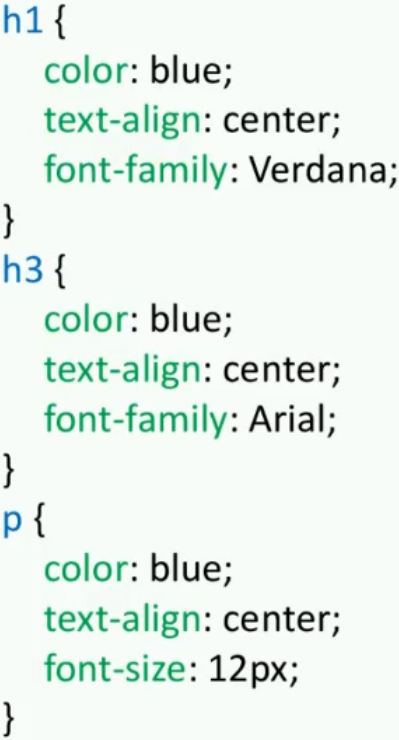 h1 {
color: blue;
text-align: center;
font-family: Verdana;
}
h3 {
color: blue;
text-align: center;
font-family: Arial;
}
p {
color: blue;
text-align: center;
font-size: 12px;
}